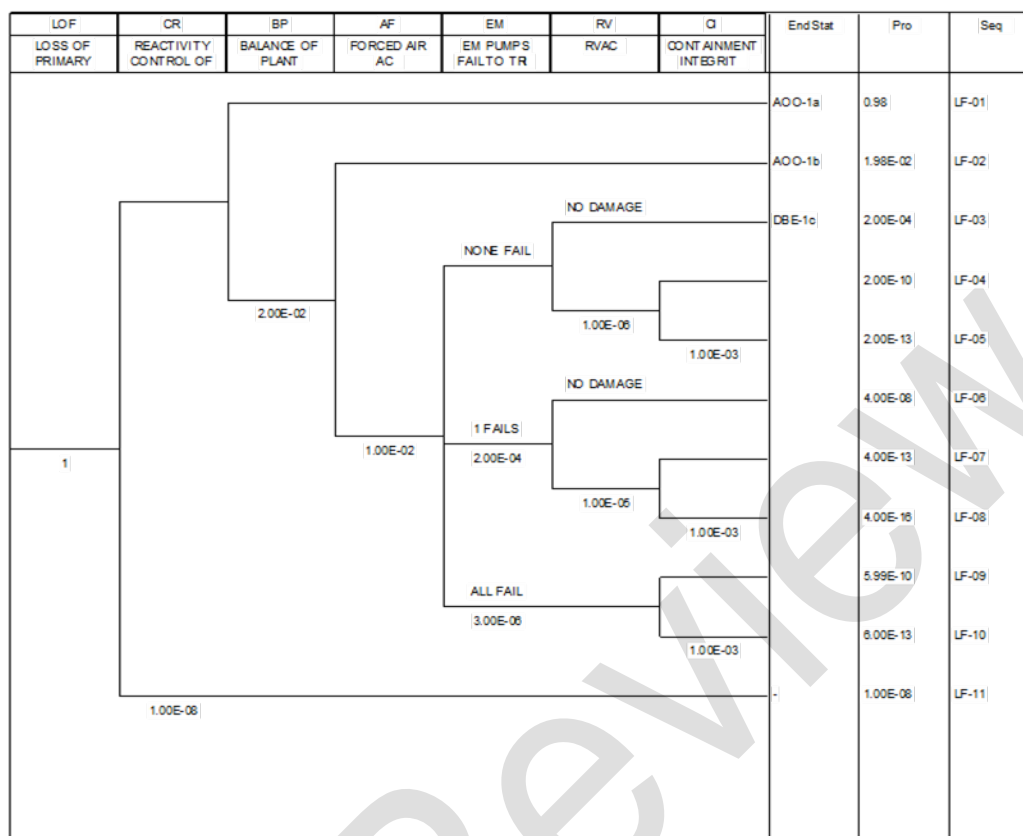 LOF CR BP AF EM RV CI End Stat Pro Seq
LOSS OF PRIMARY
REACTIVITY CONTROL OF
BALANCE OF PLANT
FORCED AIR AC
EM PUMPS FAIL TO TR
RVAC
CONTAINMENT INTEGRIT
AOO-1a 0.98 LF-01
AOO-1b 1.98E-02 LF-02
NO DAMAGE
DBE-1c 2.00E-04 LF-03
NONE FAIL
2.00E-10 LF-04
2.00E-02
1.00E-06
2.00E-13 LF-05
1.00E-03
NO DAMAGE
4.00E-08 LF-06
1 FAILS
1.00E-02
2.00E-04
4.00E-13 LF-07
1
1.00E-05
4.00E-16 LF-08
1.00E-03
5.99E-10 LF-09
ALL FAIL
3.00E-06
6.00E-13 LF-10
1.00E-03
- 1.00E-08 LF-11
1.00E-08
Review